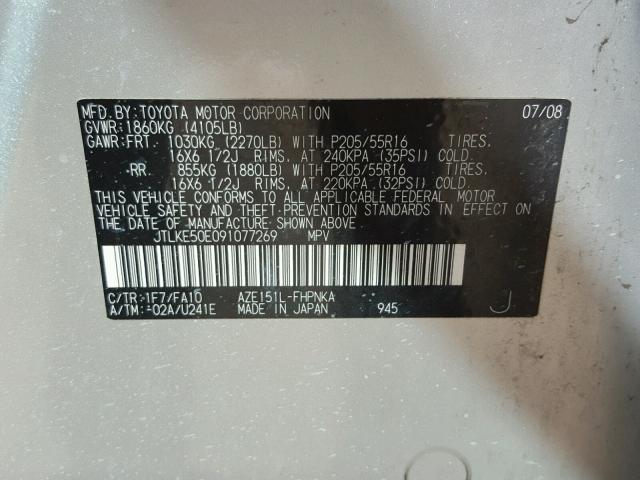 MFD. BY: TOYOTA MOTOR CORPORATION 07/08
GVWR: 1860KG (4105LB)
GAWR: FRT. 1030KG (2270LB) WITH P205/55R16 TIRES,
16X6 1/2J RIMS, AT 240KPA (35PSI) COLD.
RR. 855KG (1880LB) WITH P205/55R16 TIRES,
16X6 1/2J RIMS, AT 220KPA (32PSI) COLD.
THIS VEHICLE CONFORMS TO ALL APPLICABLE FEDERAL MOTOR
VEHICLE SAFETY AND THEFT-PREVENTION STANDARDS IN EFFECT ON
THE DATE OF MANUFACTURE SHOWN ABOVE.
JTLKE50E091077269 MPV
C/TR: 1F7/FA10 AZE151L-FHPNKA
A/TM: -02A/U241E MADE IN JAPAN 945 J